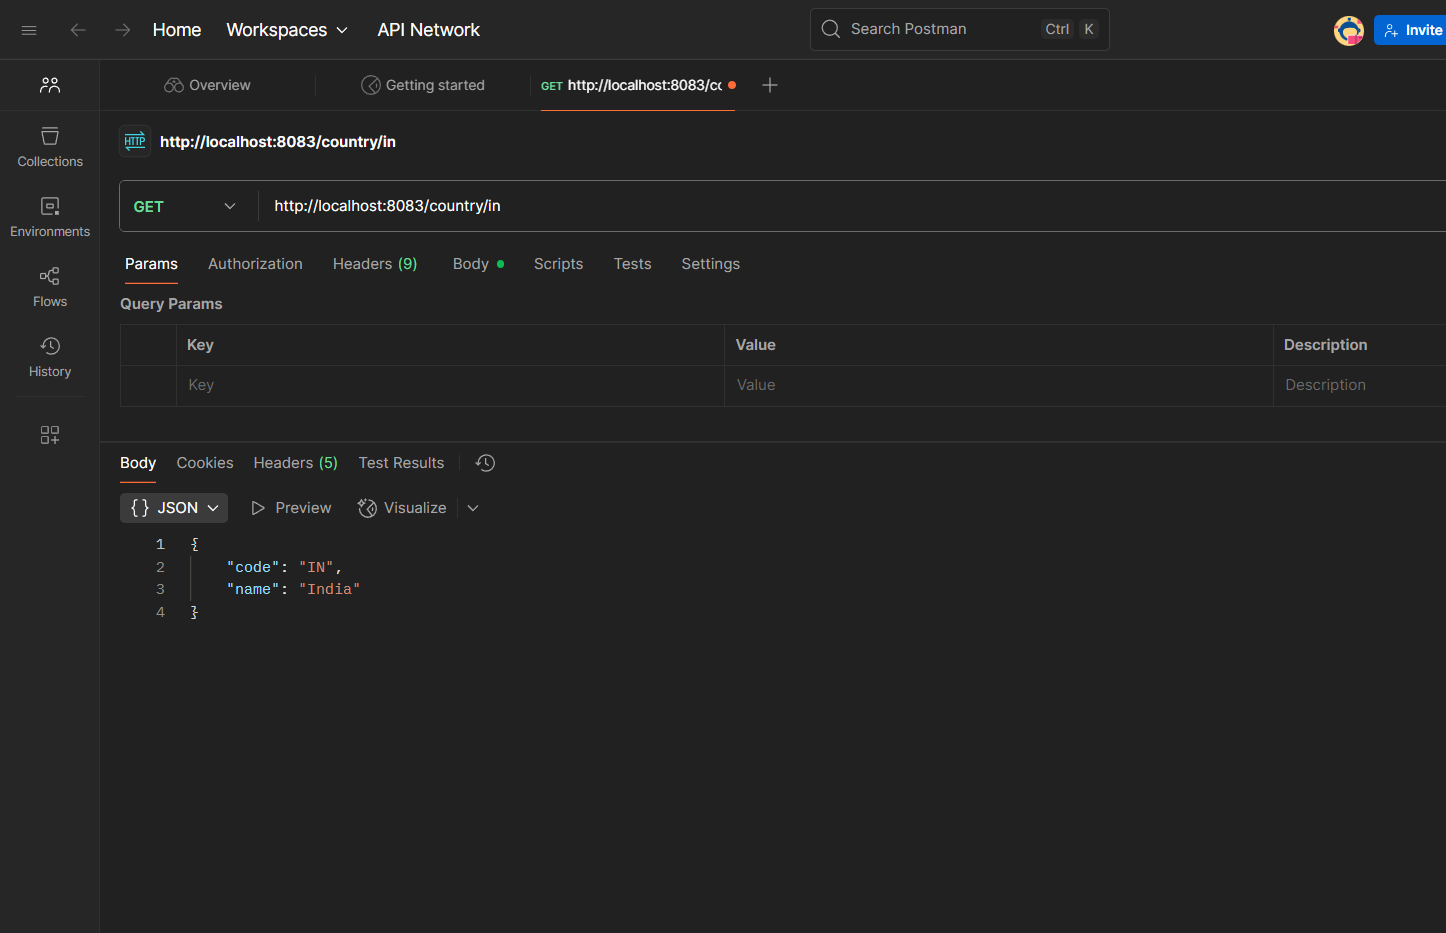 Home Workspaces API Network Search Postman Ctrl K Invite
Overview Getting started GET http://localhost:8083/cc
HTTP http://localhost:8083/country/in
Collections
GET http://localhost:8083/country/in
Environments
Params Authorization Headers (9) Body Scripts Tests Settings
Flows
Query Params
Key Value Description
History
Key Value Description
Body Cookies Headers (5) Test Results
{} JSON Preview Visualize
1 {
2 "code": "IN",
3 "name": "India"
4 }